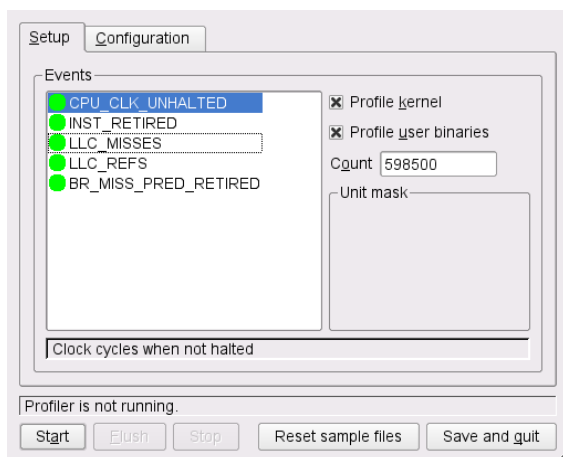 Setup Configuration
Events
CPU_CLK_UNHALTED
INST_RETIRED
LLC_MISSES
LLC_REFS
BR_MISS_PRED_RETIRED
Profile kernel
Profile user binaries
Count 598500
Unit mask
Clock cycles when not halted
Profiler is not running.
Start Flush Stop Reset sample files Save and quit